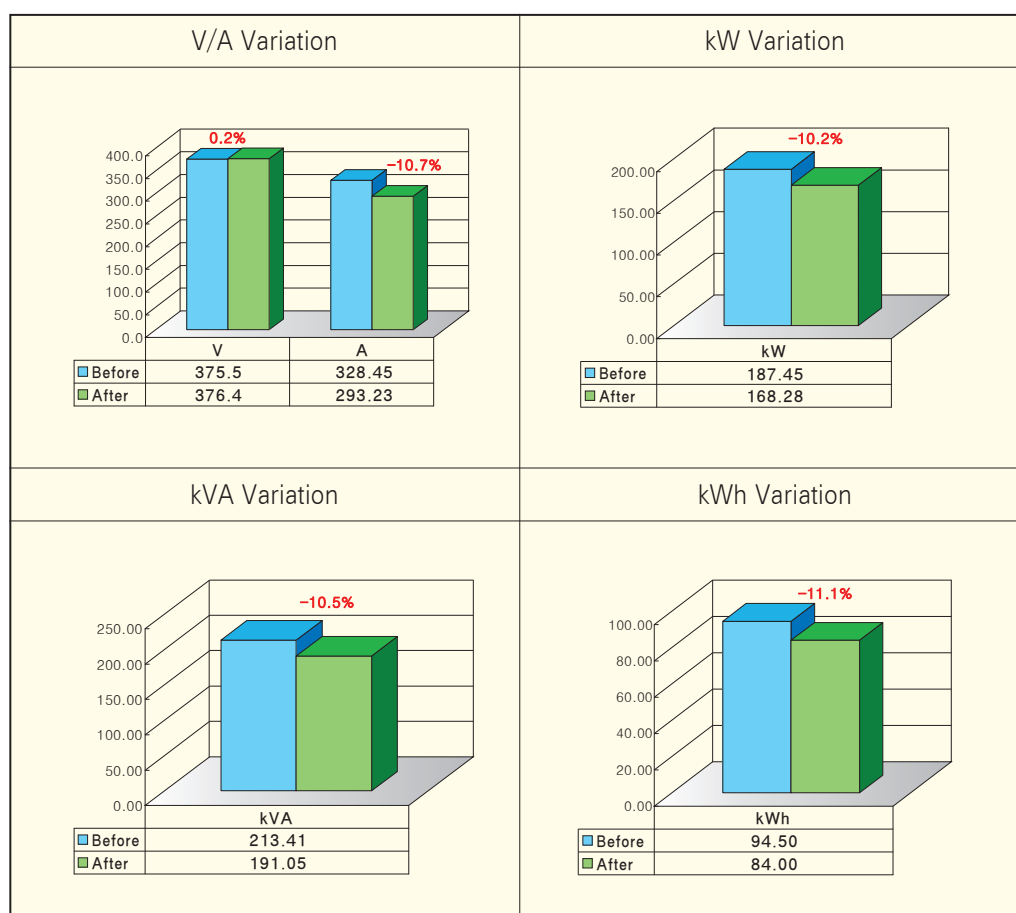 V/A Variation
kW Variation
0.2%
−10.7%
400.0
350.0
300.0
250.0
200.0
150.0
100.0
50.0
0.0
V A
Before 375.5 328.45
After 376.4 293.23
−10.2%
200.00
150.00
100.00
50.00
0.00
kW
Before 187.45
After 168.28
kVA Variation
kWh Variation
−10.5%
250.00
200.00
150.00
100.00
50.00
0.00
kVA
Before 213.41
After 191.05
−11.1%
100.00
80.00
60.00
40.00
20.00
0.00
kWh
Before 94.50
After 84.00